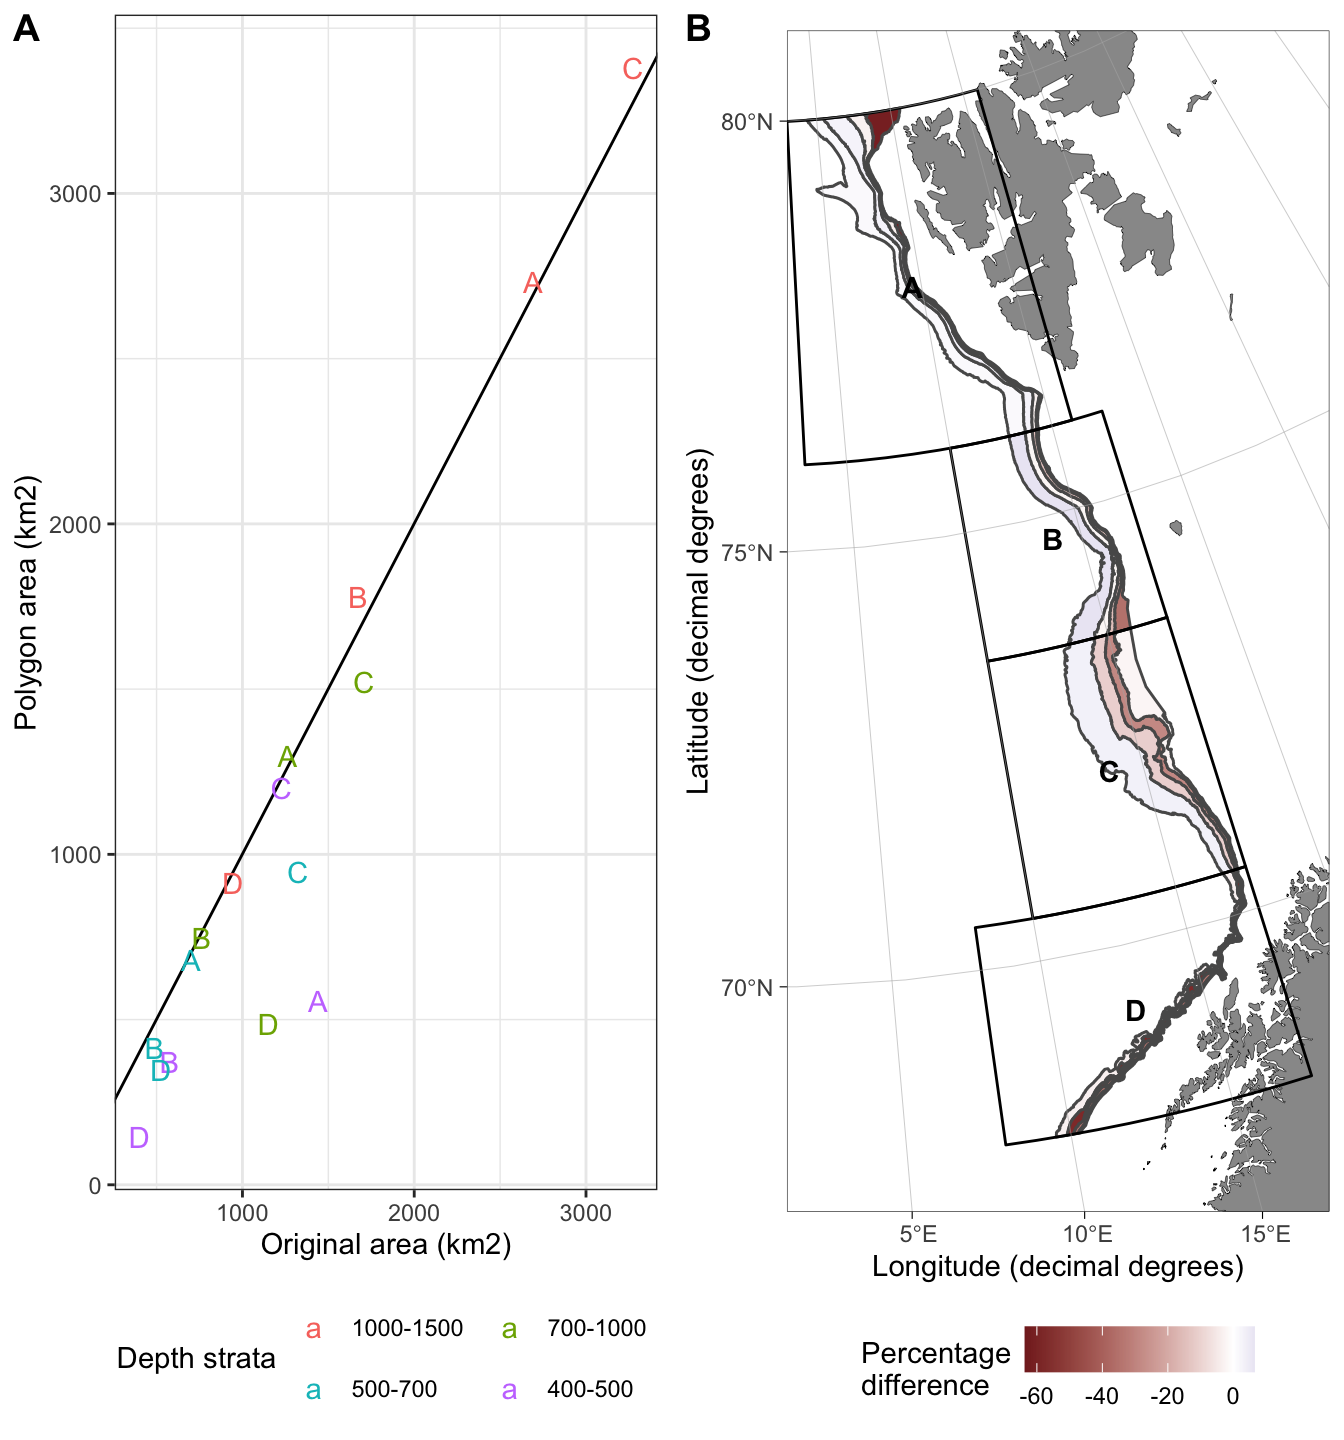 A
B
Polygon area (km2)
3000
2000
1000
0
C
A
B
C
A
C
D
C
B
A
A
D
B
B
D
D
1000
2000
3000
Original area (km2)
Depth strata
a 1000-1500
a 700-1000
a 500-700
a 400-500
Latitude (decimal degrees)
80°N
75°N
70°N
A
B
C
D
5°E
10°E
15°E
Longitude (decimal degrees)
Percentage
difference
-60
-40
-20
0